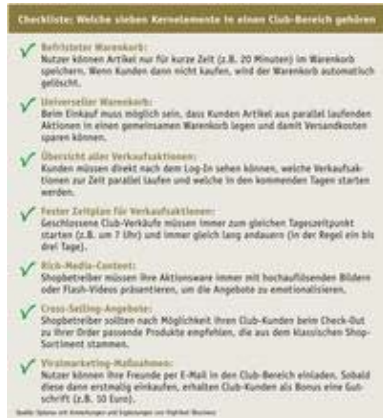 Checkliste: Welche sieben Kernelemente in einen Club-Bereich gehören
Befristeter Warenkorb:
Nutzer können Artikel nur für kurze Zeit (z.B. 20 Minuten) im Warenkorb
speichern. Wenn Kunden dann nicht kaufen, wird der Warenkorb automatisch
gelöscht.
Universeller Warenkorb:
Beim Einkauf muss möglich sein, dass Kunden Artikel aus parallel laufenden
Aktionen in einen gemeinsamen Warenkorb legen und damit Versandkosten
sparen können.
Übersicht aller Verkaufsaktionen:
Kunden müssen direkt nach dem Log-In sehen können, welche Verkaufsak-
tionen zur Zeit parallel laufen und welche in den kommenden Tagen starten
werden.
Fester Zeitplan für Verkaufsaktionen:
Geschlossene Club-Verkäufe müssen immer zum gleichen Tageszeitpunkt
starten (z.B. um 7 Uhr) und immer gleich lang andauern (in der Regel ein bis
drei Tage).
Rich-Media-Content:
Shopbetreiber müssen ihre Aktionsware immer mit hochauflösenden Bildern
oder Flash-Videos präsentieren, um die Angebote zu emotionalisieren.
Cross-Selling-Angebote:
Shopbetreiber sollten nach Möglichkeit ihren Club-Kunden beim Check-Out
zu ihrer Order passende Produkte empfehlen, die aus dem klassischen Shop-
Sortiment stammen.
Viralmarketing-Maßnahmen:
Nutzer können ihre Freunde per E-Mail in den Club-Bereich einladen. Sobald
diese dann erstmalig einkaufen, erhalten Club-Kunden als Bonus eine Gut-
schrift (z.B. 10 Euro).
Quelle: mit Anmerkungen und Ergänzungen von